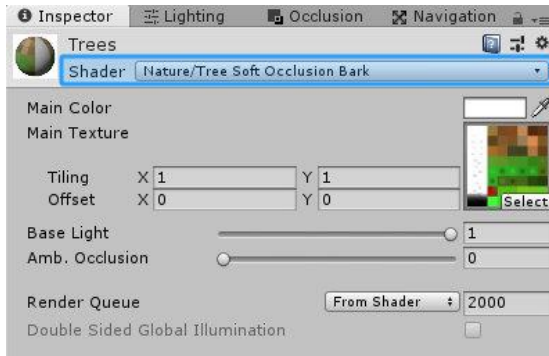 Inspector Lighting Occlusion Navigation
Trees
Shader Nature/Tree Soft Occlusion Bark
Main Color
Main Texture
Tiling X 1 Y 1
Offset X 0 Y 0
Select
Base Light 1
Amb. Occlusion 0
Render Queue From Shader 2000
Double Sided Global Illumination